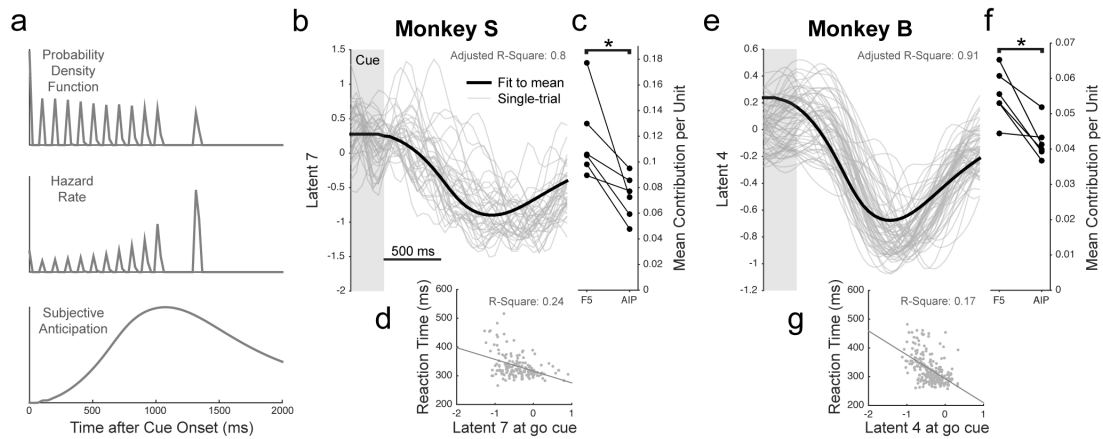 a
Probability
Density
Function
Hazard
Rate
Subjective
Anticipation
0
500
1000
1500
2000
Time after Cue Onset (ms)
b
Monkey S
1.5
1.0
0.5
0.0
-0.5
-1
-1.5
-2
Latent 7
Cue
Adjusted R-Square: 0.8
Fit to mean
Single-trial
500 ms
c
*
0.18
0.16
0.14
0.12
0.1
0.08
0.06
0.04
0.02
0
Mean Contribution per Unit
F5
AIP
d
600
500
400
300
200
Reaction Time (ms)
R-Square: 0.24
-2
-1
0
1
Latent 7 at go cue
e
Monkey B
0.6
0.4
0.2
0
-0.2
-0.4
-0.6
-0.8
-1
-1.2
Latent 4
Adjusted R-Square: 0.91
f
*
0.07
0.06
0.05
0.04
0.03
0.02
0.01
0
Mean Contribution per Unit
F5
AIP
g
600
500
400
300
200
Reaction Time (ms)
R-Square: 0.17
-2
-1
0
1
Latent 4 at go cue